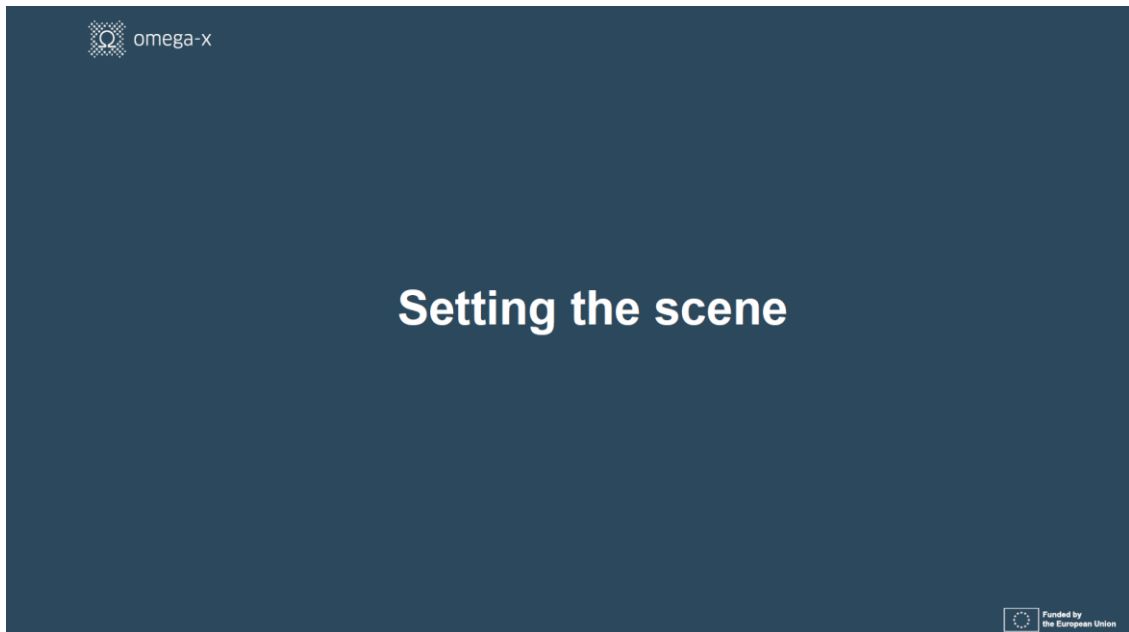 omega-x
Setting the scene
Funded by
the European Union